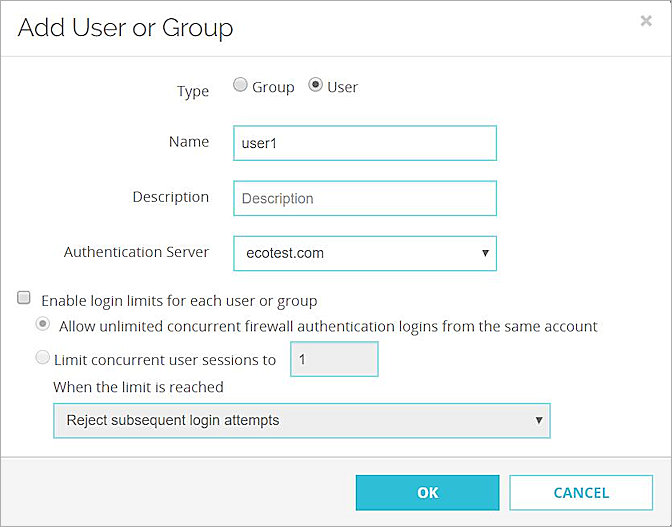 Add User or Group ×
Type Group User
Name user1
Description Description
Authentication Server ecotest.com
Enable login limits for each user or group
Allow unlimited concurrent firewall authentication logins from the same account
Limit concurrent user sessions to 1
When the limit is reached
Reject subsequent login attempts
OK CANCEL